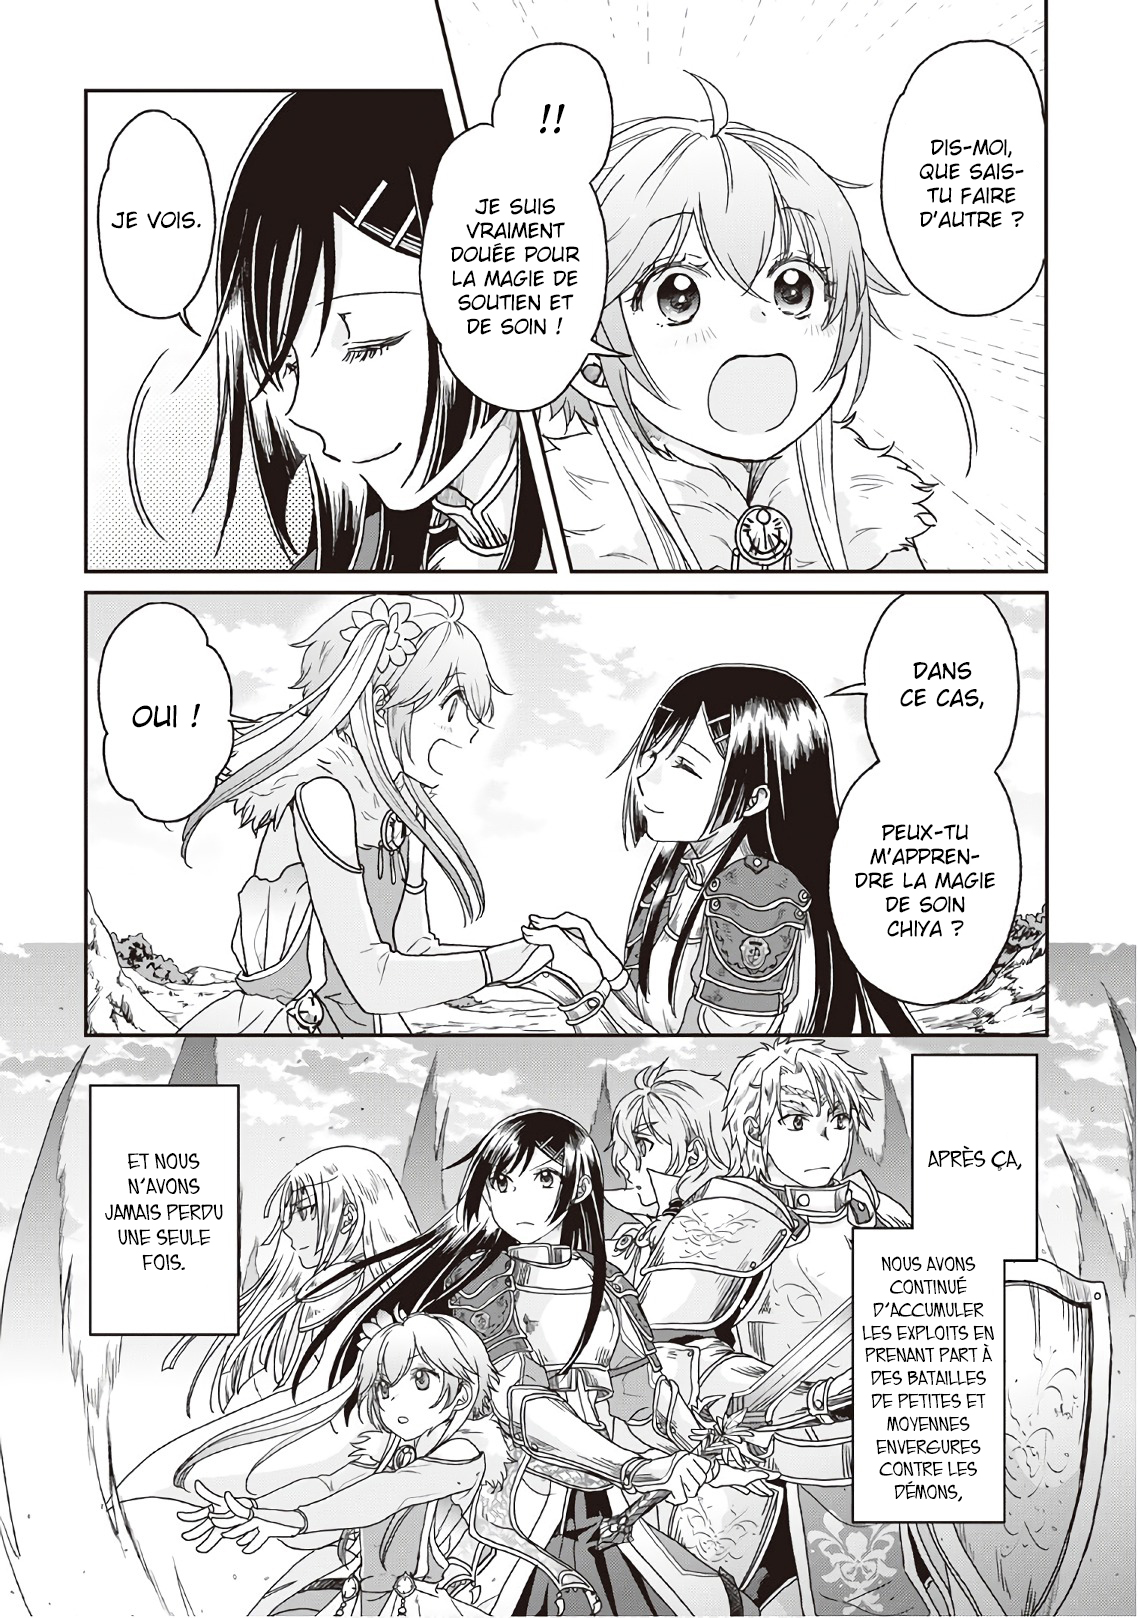 DIS-MOI,
QUE SAIS-
TU FAIRE
D'AUTRE ?
!!
JE SUIS
VRAIMENT
DOUÉE POUR
LA MAGIE DE
SOUTIEN ET
DE SOIN !
JE VOIS.
DANS
CE CAS,
PEUX-TU
M'APPREN-
DRE LA MAGIE
DE SOIN
CHIYA ?
OUI !
APRÈS ÇA,
NOUS AVONS
CONTINUÉ
D'ACCUMULER
LES EXPLOITS EN
PRENANT PART À
DES BATAILLES
DE PETITES ET
MOYENNES
ENVERGURES
CONTRE LES
DÉMONS,
ET NOUS
N'AVONS
JAMAIS PERDU
UNE SEULE
FOIS.